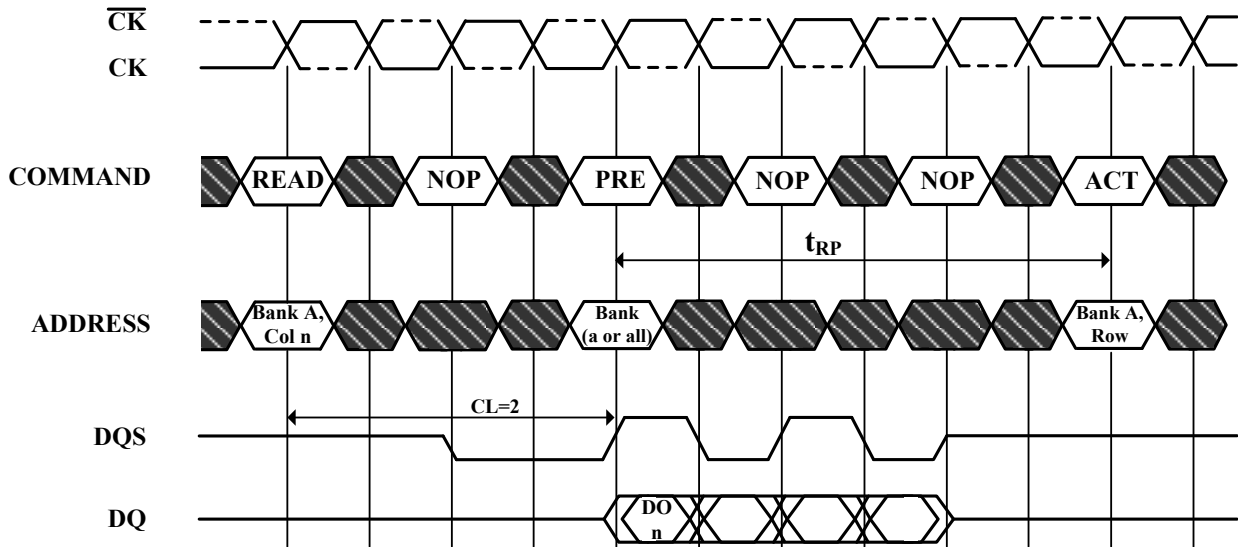 CK
CK
COMMAND
READ
NOP
PRE
NOP
NOP
ACT
tRP
ADDRESS
Bank A,
Col n
Bank
(a or all)
Bank A,
Row
CL=2
DQS
DQ
DO
n